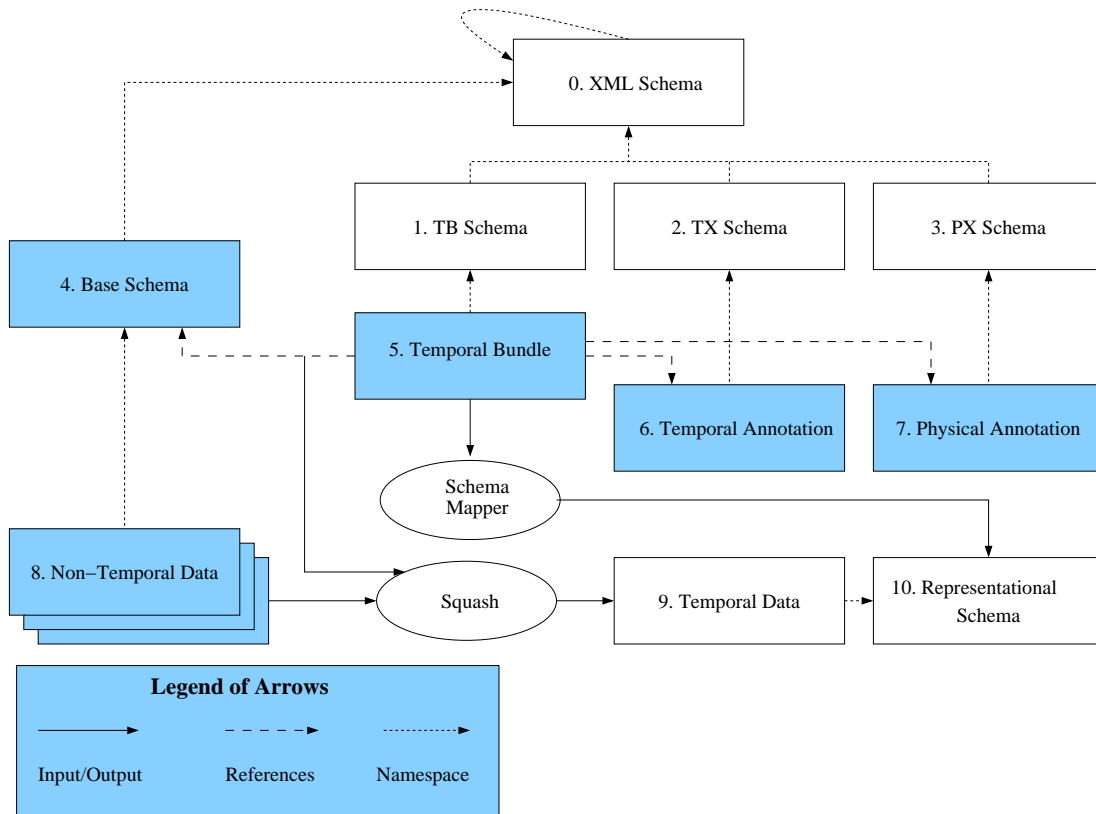 0. XML Schema
1. TB Schema
2. TX Schema
3. PX Schema
4. Base Schema
5. Temporal Bundle
6. Temporal Annotation
7. Physical Annotation
Schema
Mapper
8. Non−Temporal Data
Squash
9. Temporal Data
10. Representational
Schema
Legend of Arrows
Input/Output
References
Namespace